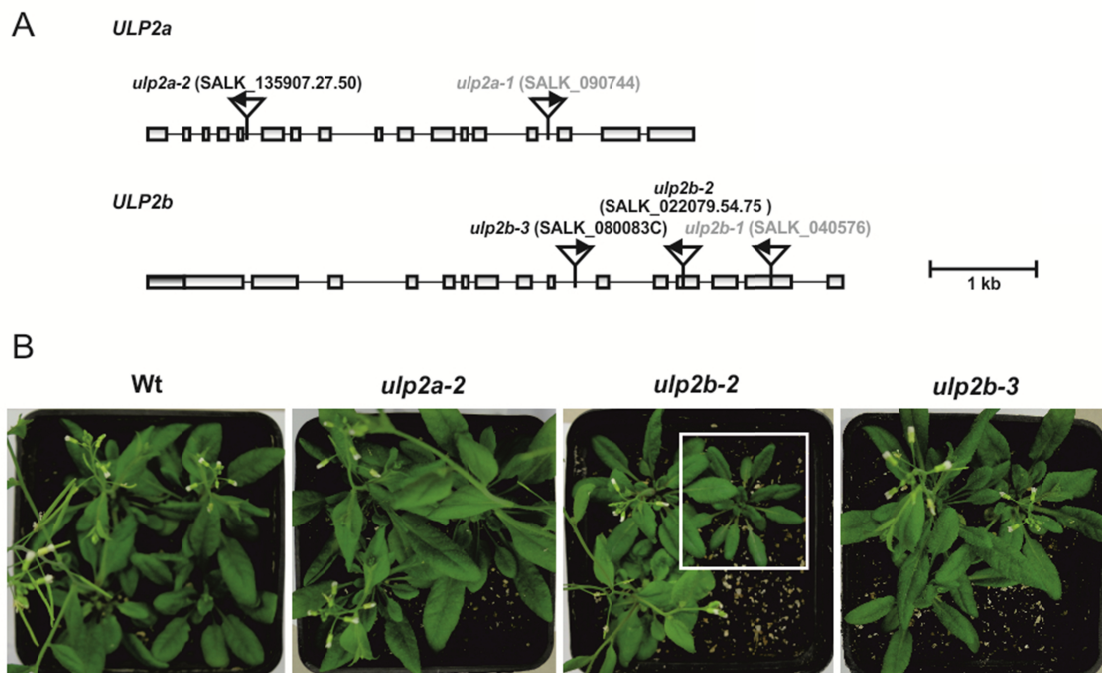 A
ULP2a
ulp2a-2 (SALK_135907.27.50)
ulp2a-1 (SALK_090744)
ULP2b
ulp2b-2
(SALK_022079.54.75 )
ulp2b-3 (SALK_080083C)
ulp2b-1 (SALK_040576)
1 kb
B
Wt
ulp2a-2
ulp2b-2
ulp2b-3